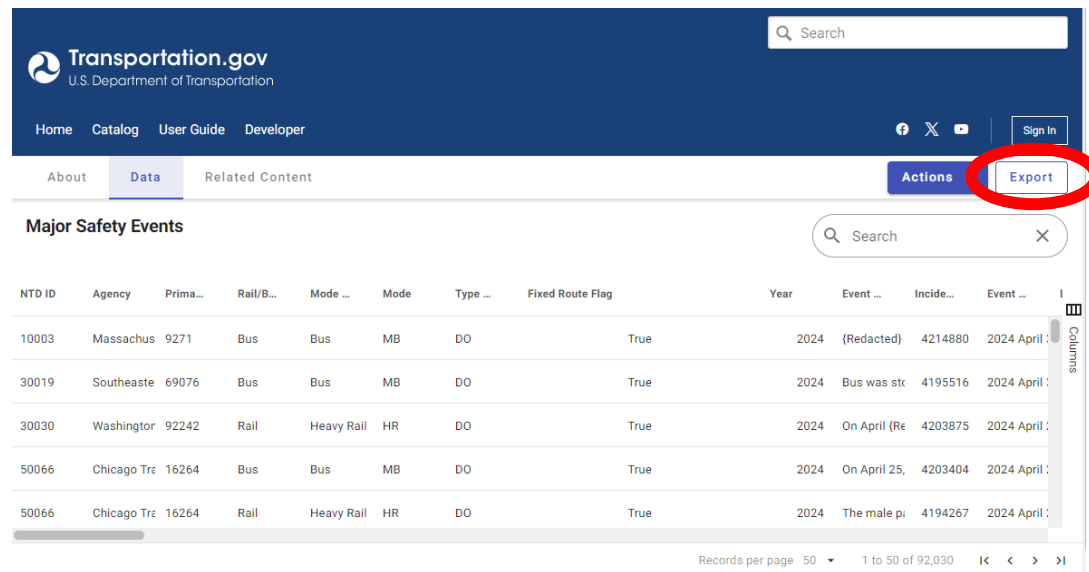 Search
Transportation.gov
U.S. Department of Transportation
Home Catalog User Guide Developer Sign In
About Data Related Content Actions Export
Major Safety Events
Search
NTD ID Agency Prima... Rail/B... Mode ... Mode Type ... Fixed Route Flag Year Event ... Incide... Event ...
10003 Massachus 9271 Bus Bus MB DO True 2024 {Redacted} 4214880 2024 April
30019 Southeaste 69076 Bus Bus MB DO True 2024 Bus was sto 4195516 2024 April
30030 Washington 92242 Rail Heavy Rail HR DO True 2024 On April {Re 4203875 2024 April
50066 Chicago Tra 16264 Bus Bus MB DO True 2024 On April 25, 4203404 2024 April
50066 Chicago Tra 16264 Rail Heavy Rail HR DO True 2024 The male pa 4194267 2024 April
Columns
Records per page 50 1 to 50 of 92,030